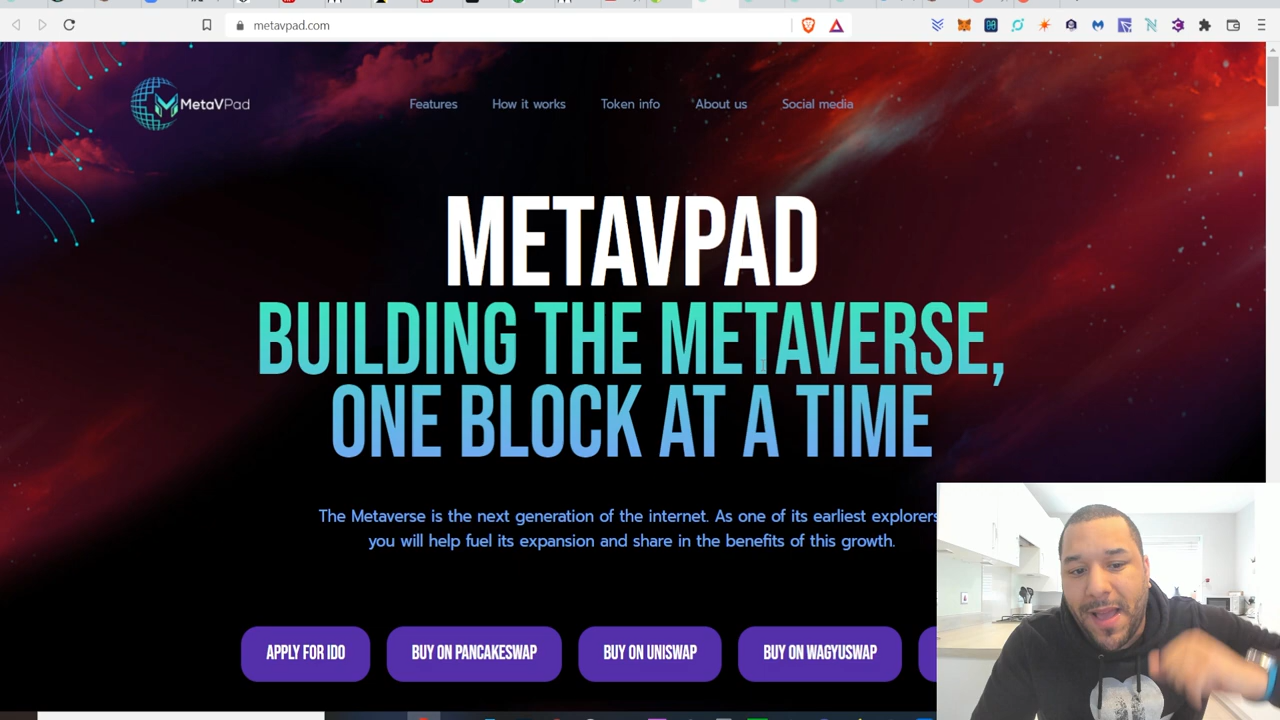 metavpad.com
MetaVPad
Features How it works Token info About us Social media
METAVPAD
BUILDING THE METAVERSE,
ONE BLOCK AT A TIME
The Metaverse is the next generation of the internet. As one of its earliest explorers
you will help fuel its expansion and share in the benefits of this growth.
APPLY FOR IDO BUY ON PANCAKESWAP BUY ON UNISWAP BUY ON WAGYUSWAP